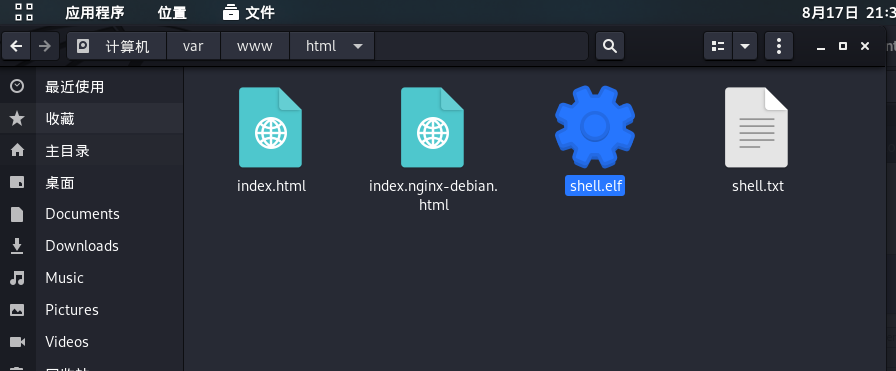 应用程序 位置 文件 8月17日 21:3
计算机 var www html
最近使用
收藏
主目录
桌面
Documents
Downloads
Music
Pictures
Videos
index.html
index.nginx-debian.
html
shell.elf
shell.txt